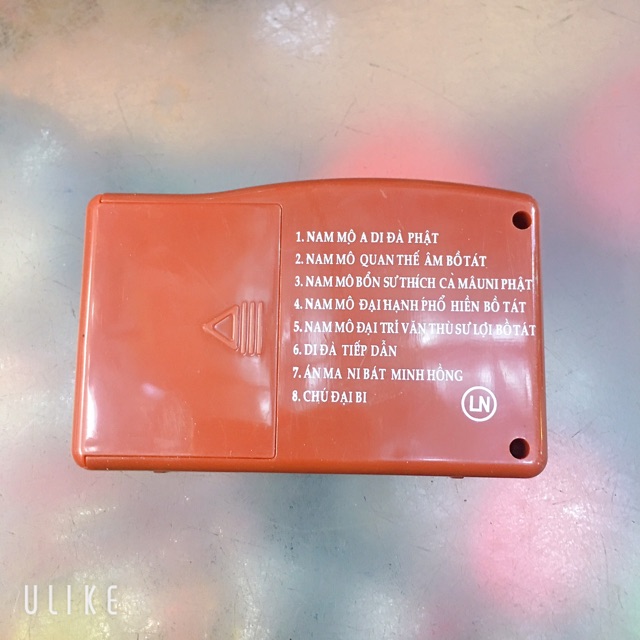 1. NAM MÔ A DI ĐÀ PHẬT
2. NAM MÔ QUAN THẾ ÂM BỒ TÁT
3. NAM MÔ BỔN SƯ THÍCH CA MÂUNI PHẬT
4. NAM MÔ ĐẠI HẠNH PHỔ HIỀN BỒ TÁT
5. NAM MÔ ĐẠI TRÍ VĂN THÙ SƯ LỢI BỒ TÁT
6. DI ĐÀ TIẾP DẪN
7. ÁN MA NI BÁT MINH HỒNG
8. CHÚ ĐẠI BI
LN
ULIKE